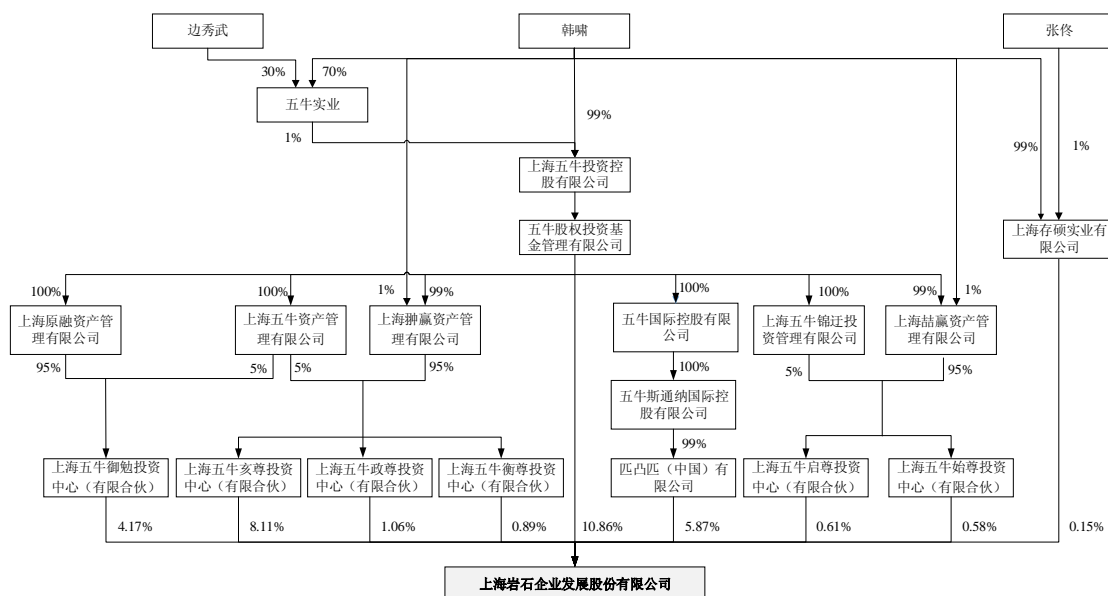 边秀武
韩啸
张佟
30%
70%
五牛实业
99%
1%
99%
1%
上海五牛投资控
股有限公司
五牛股权投资基
金管理有限公司
上海存硕实业有
限公司
100%
100%
1%
99%
100%
100%
99%
1%
上海原融资产管
理有限公司
上海五牛资产管
理有限公司
上海翀赢资产管
理有限公司
五牛国际控股有限公
司
上海五牛锦迂投
资管理有限公司
上海喆赢资产管
理有限公司
95%
5%
5%
95%
100%
5%
95%
五牛斯通纳国际控
股有限公司
99%
上海五牛御勉投资
中心（有限合伙）
上海五牛亥尊投资
中心（有限合伙）
上海五牛政尊投资
中心（有限合伙）
上海五牛衡尊投资
中心（有限合伙）
匹凸匹（中国）有
限公司
上海五牛启尊投资
中心（有限合伙）
上海五牛始尊投资
中心（有限合伙）
4.17%
8.11%
1.06%
0.89%
10.86%
5.87%
0.61%
0.58%
0.15%
上海岩石企业发展股份有限公司